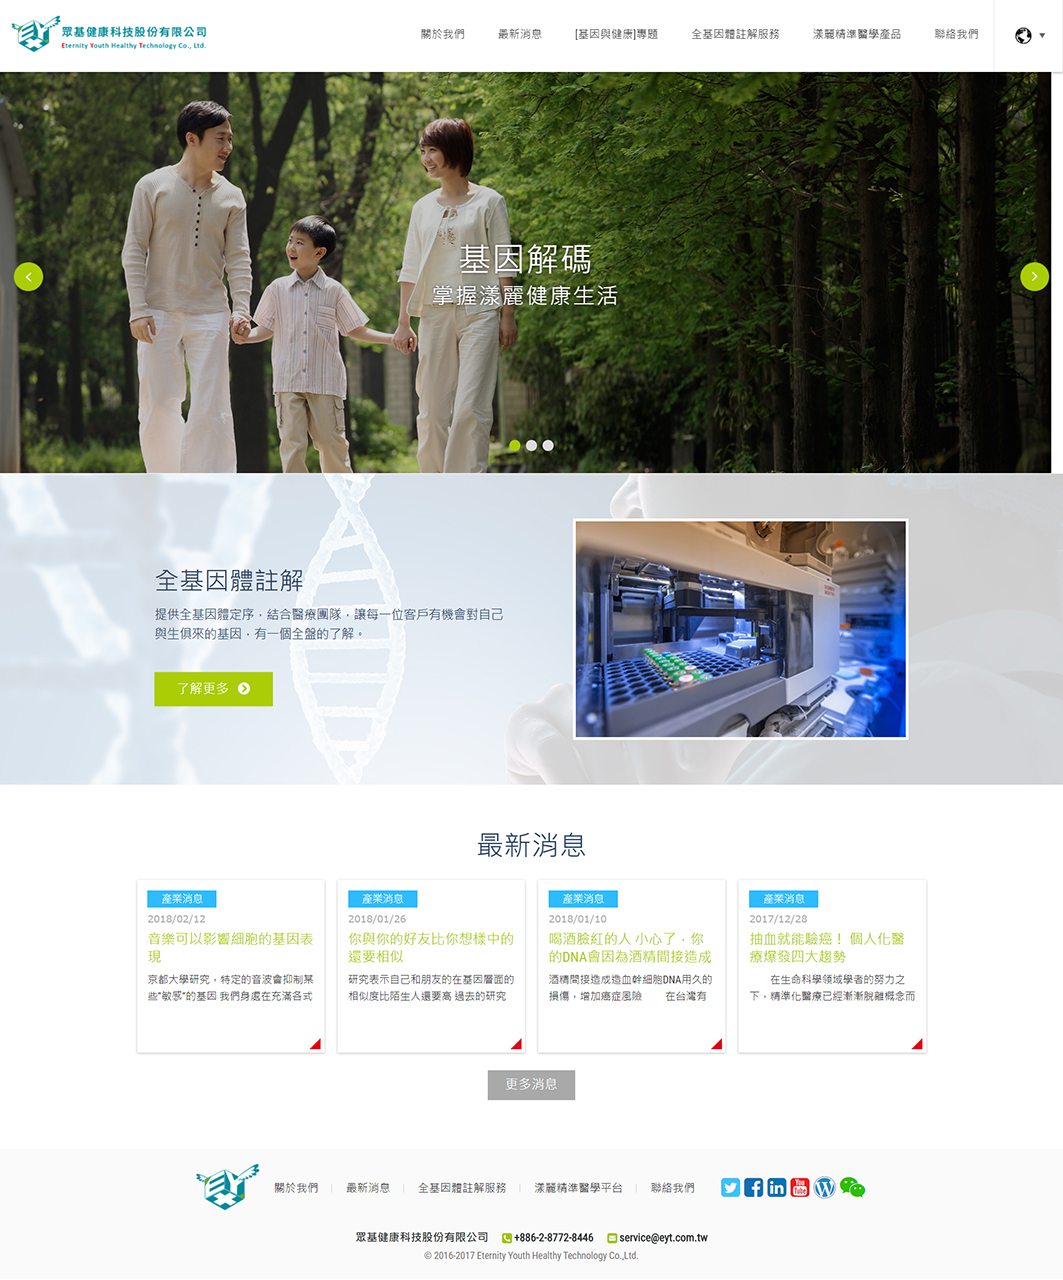 眾基健康科技股份有限公司
Eternity Youth Healthy Technology Co., Ltd.
關於我們
最新消息
[基因與健康]專題
全基因體註解服務
漾麗精準醫學產品
聯絡我們
基因解碼
掌握漾麗健康生活
全基因體註解
提供全基因體定序，結合醫療團隊，讓每一位客戶有機會對自己
與生俱來的基因，有一個全盤的了解。
了解更多
最新消息
產業消息
2018/02/12
音樂可以影響細胞的基因表
現
京都大學研究，特定的音波會抑制某
些"敏感"的基因 我們身處在充滿各式
產業消息
2018/01/26
你與你的好友比你想樣中的
還要相似
研究表示自己和朋友的在基因層面的
相似度比陌生人還要高 過去的研究
產業消息
2018/01/10
喝酒臉紅的人 小心了，你
的DNA會因為酒精間接造成
酒精間接造成造血幹細胞DNA用久的
損傷，增加癌症風險　　在台灣有
產業消息
2017/12/28
抽血就能驗癌！ 個人化醫
療爆發四大趨勢
在生命科學領域學者的努力之
下，精準化醫療已經漸漸脫離概念而
更多消息
關於我們
最新消息
全基因體註解服務
漾麗精準醫學平台
聯絡我們
You
Tube
眾基健康科技股份有限公司 +886-2-8772-8446 service@eyt.com.tw
© 2016-2017 Eternity Youth Healthy Technology Co.,Ltd.